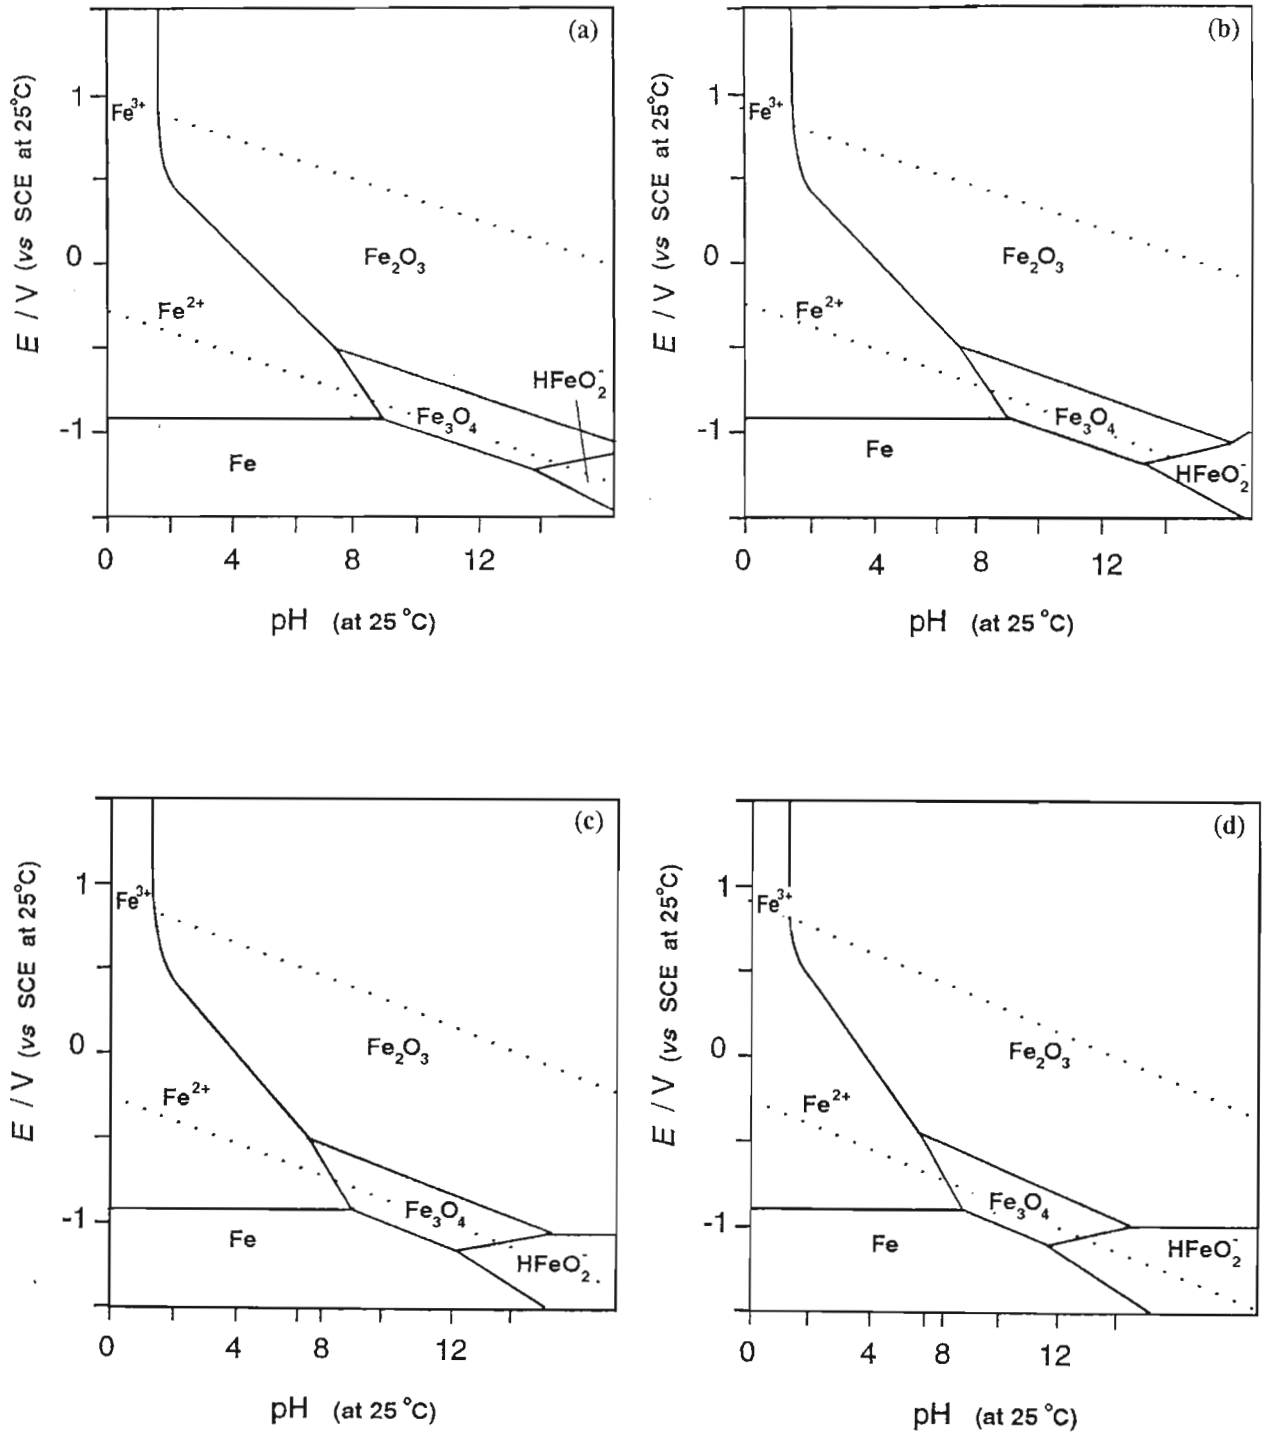 (a)
E / V (vs SCE at 25°C)
1
0
-1
Fe³⁺
Fe₂O₃
Fe²⁺
HFeO₂⁻
Fe₃O₄
Fe
0 4 8 12
pH (at 25 °C)
(b)
E / V (vs SCE at 25°C)
1
0
-1
Fe³⁺
Fe₂O₃
Fe²⁺
Fe₃O₄
Fe
HFeO₂⁻
0 4 8 12
pH (at 25 °C)
(c)
E / V (vs SCE at 25°C)
1
0
-1
Fe³⁺
Fe₂O₃
Fe²⁺
Fe₃O₄
Fe
HFeO₂⁻
0 4 8 12
pH (at 25 °C)
(d)
E / V (vs SCE at 25°C)
1
0
-1
Fe³⁺
Fe₂O₃
Fe²⁺
Fe₃O₄
Fe
HFeO₂⁻
0 4 8 12
pH (at 25 °C)